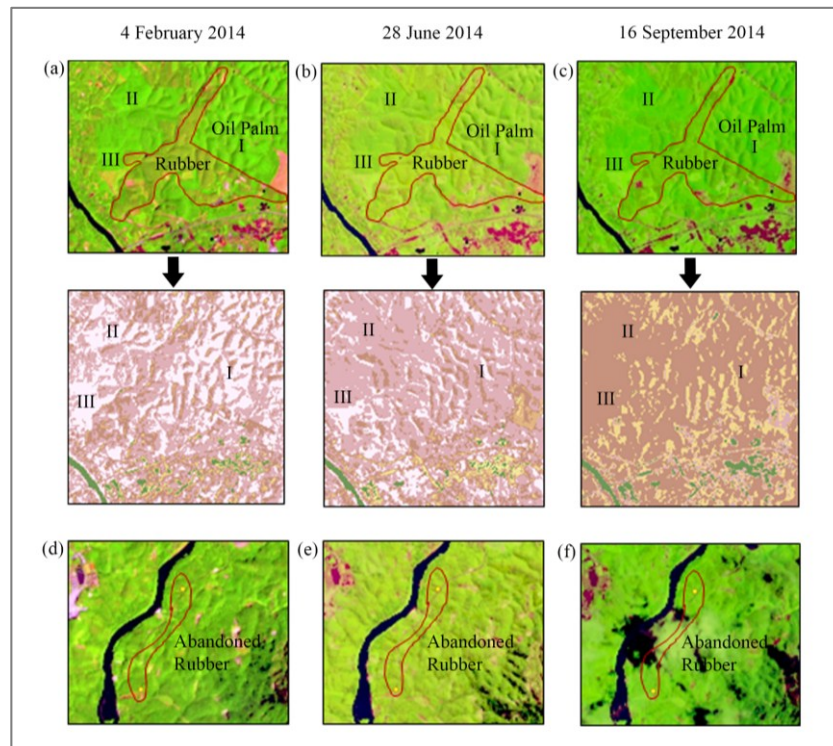 4 February 2014
28 June 2014
16 September 2014
(a)
II
Oil Palm
I
III
Rubber
(b)
II
Oil Palm
I
III
Rubber
(c)
II
Oil Palm
I
III
Rubber
II
I
III
II
I
III
II
I
III
(d)
Abandoned
Rubber
(e)
Abandoned
Rubber
(f)
Abandoned
Rubber